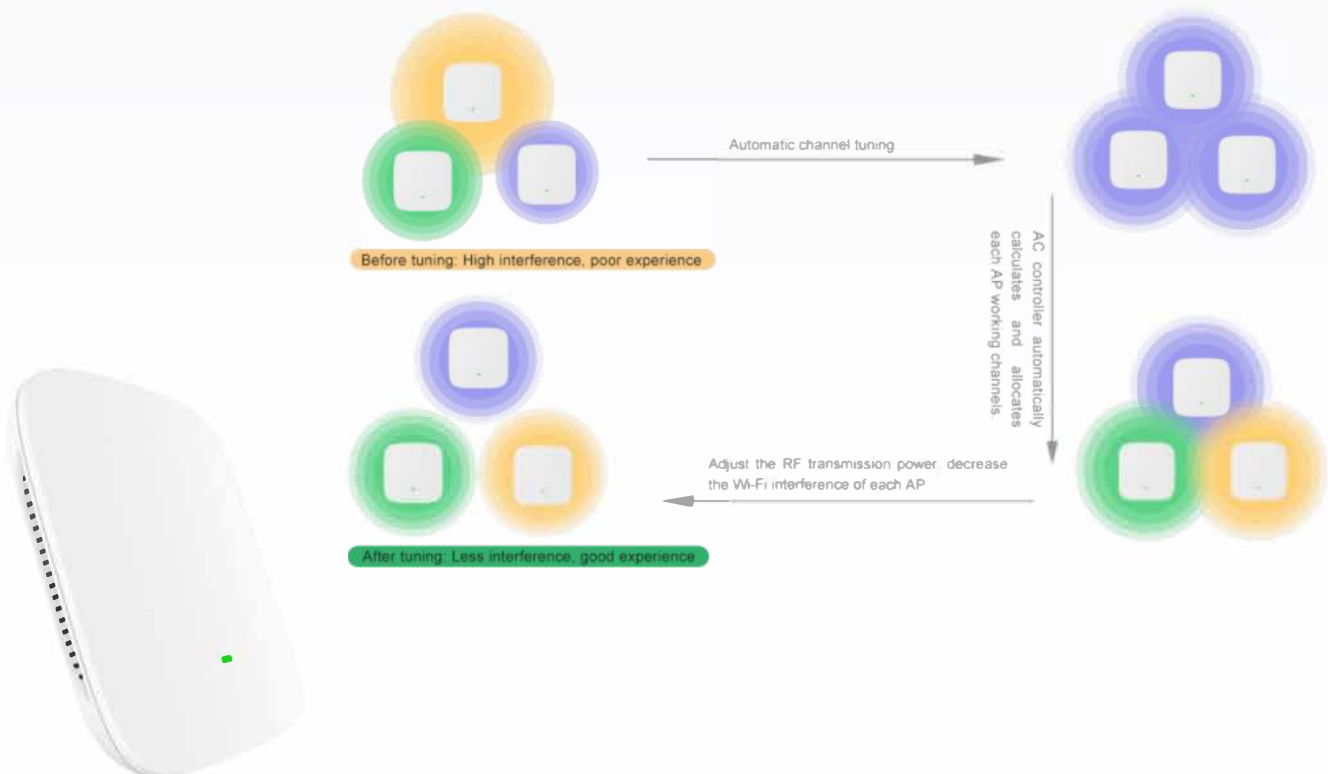 Automatic channel tuning
Before tuning: High interference, poor experience
AC controller automatically
calculates and allocates
each AP working channels.
Adjust the RF transmission power, decrease
the Wi-Fi interference of each AP
After tuning: Less interference, good experience